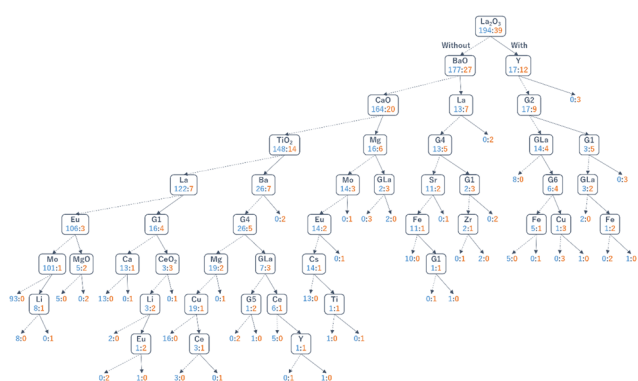 La₂O₃
194:39
Without With
BaO
177:27
Y
17:12
CaO
164:20
La
13:7
G2
17:9
0:3
TiO₂
148:14
Mg
16:6
G4
13:5
0:2
GLa
14:4
G1
3:5
La
122:7
Ba
26:7
Mo
14:3
GLa
2:3
Sr
11:2
G1
2:3
8:0
G6
6:4
GLa
3:2
0:3
Eu
106:3
G1
16:4
G4
26:5
0:2
Eu
14:2
0:1
0:3
2:0
Fe
11:1
0:1
Zr
2:1
0:2
Fe
5:1
Cu
1:3
2:0
Fe
1:2
Mo
101:1
MgO
5:2
Ca
13:1
CeO₂
3:3
Mg
19:2
GLa
7:3
Cs
14:1
0:1
10:0
G1
1:1
0:1
2:0
5:0
0:1
0:3
1:0
0:2
1:0
93:0
Li
8:1
5:0
0:2
13:0
0:1
Li
3:2
0:1
Cu
19:1
0:1
G5
1:2
Ca
6:1
13:0
Ti
1:1
0:1
1:0
8:0
0:1
2:0
Eu
1:2
16:0
Ce
3:1
0:2
1:0
5:0
Y
1:1
1:0
0:1
0:2
1:0
3:0
0:1
0:1
1:0